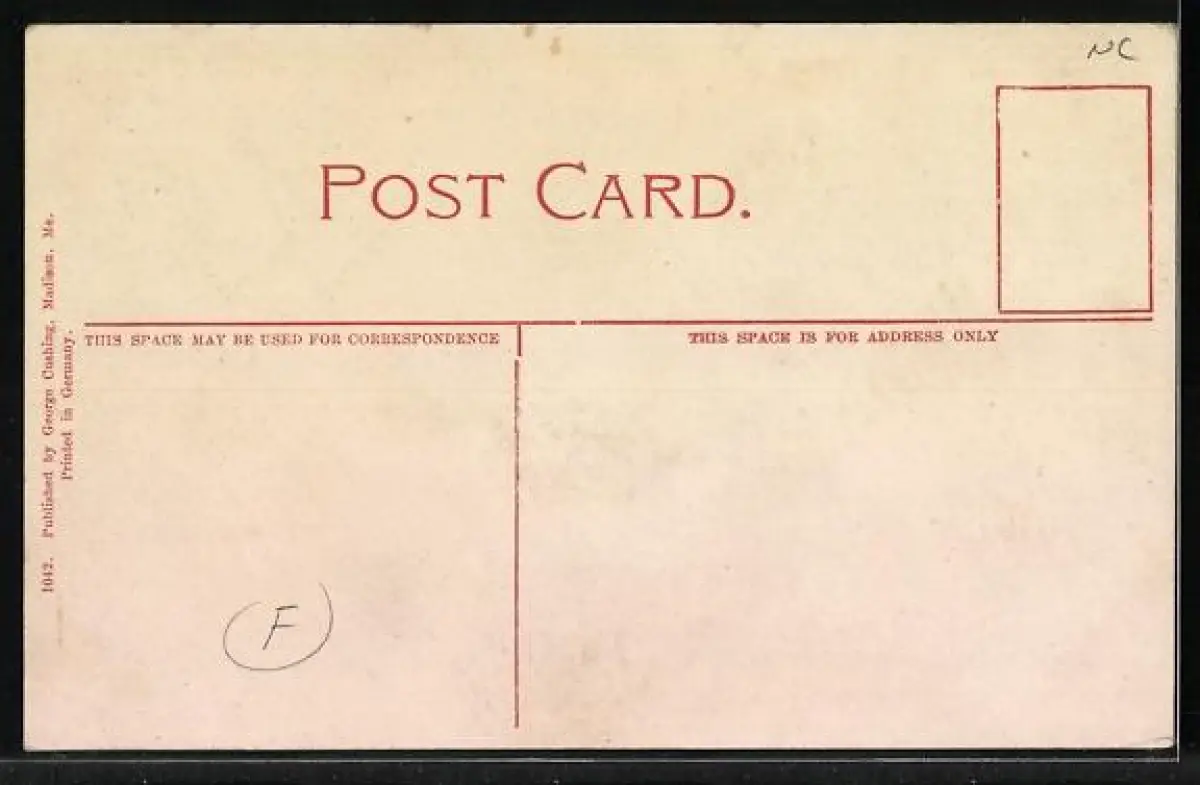 NC
POST CARD.
THIS SPACE MAY BE USED FOR CORRESPONDENCE
THIS SPACE IS FOR ADDRESS ONLY
1042. Published by George Cushing, Madison, Me.
Printed in Germany.
F